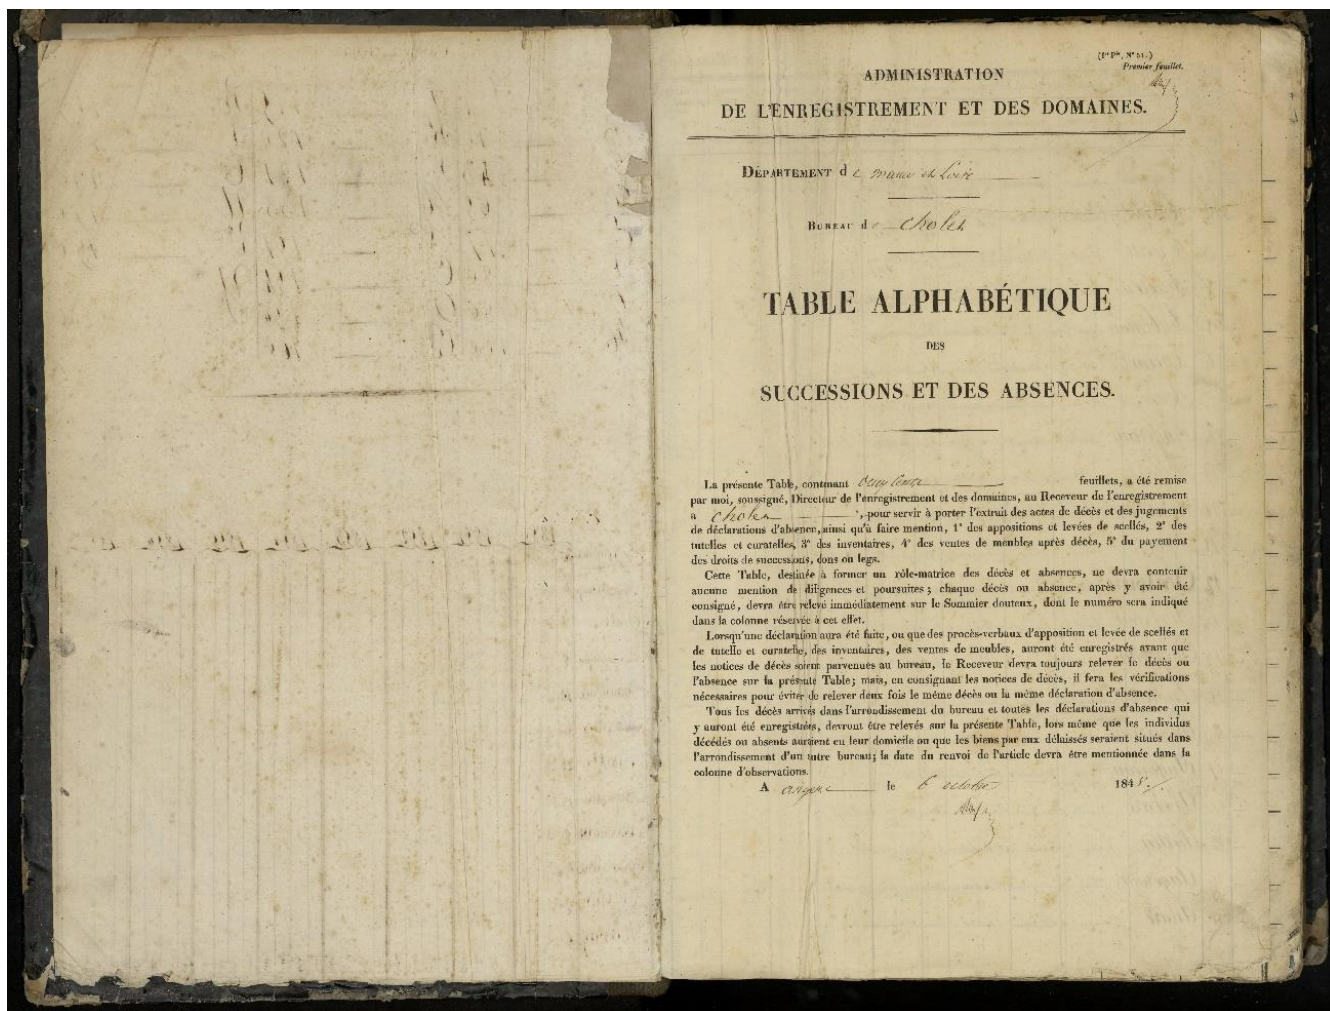 (Iʳᵉ Pⁱᵉ, Nº 51.)
Premier feuillet.
ADMINISTRATION
DE L'ENREGISTREMENT ET DES DOMAINES.
DÉPARTEMENT de maine et Loire
BUREAU de Cholet
TABLE ALPHABÉTIQUE
DES
SUCCESSIONS ET DES ABSENCES.
La présente Table, contenant feuillets, a été remise
par moi, soussigné, Directeur de l'enregistrement et des domaines, au Receveur de l'enregistrement
a Cholet, pour servir à porter l'extrait des actes de décès et des jugements
de déclarations d'absence, ainsi qu'à faire mention, 1° des appositions et levées de scellés, 2° des
tutelles et curatelles, 3° des inventaires, 4° des ventes de meubles après décès, 5° du payement
des droits de successions, dons ou legs.
Cette Table, destinée à former un rôle-matrice des décès et absences, ne devra contenir
aucune mention de diligences et poursuites; chaque décès ou absence, après y avoir été
consigné, devra être relevé immédiatement sur le Sommier douteux, dont le numéro sera indiqué
dans la colonne réservée à cet effet.
Lorsqu'une déclaration aura été faite, ou que des procès-verbaux d'apposition et levée de scellés et
de tutelle et curatelle, des inventaires, des ventes de meubles, auront été enregistrés avant que
les notices de décès soient parvenues au bureau, le Receveur devra toujours relever le décès ou
l'absence sur la présente Table; mais, en consignant les notices de décès, il fera les vérifications
nécessaires pour éviter de relever deux fois le même décès ou la même déclaration d'absence.
Tous les décès arrivés dans l'arrondissement du bureau et toutes les déclarations d'absence qui
y auront été enregistrées, devront être relevés sur la présente Table, lors même que les individus
décédés ou absents auraient eu leur domicile ou que les biens par eux délaissés seraient situés dans
l'arrondissement d'un autre bureau; la date du renvoi de l'article devra être mentionnée dans la
colonne d'observations.
A angers le 6 octobre 184